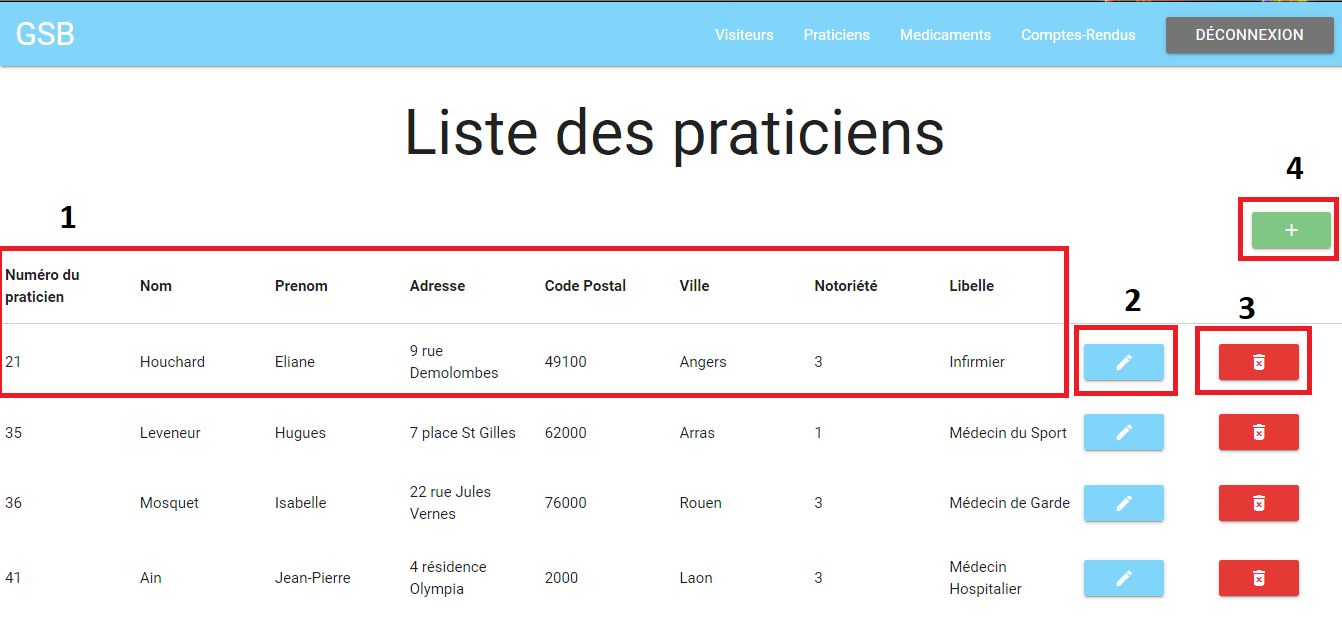 GSB
Visiteurs Praticiens Medicaments Comptes-Rendus DÉCONNEXION
Liste des praticiens
4
1
+
Numéro du praticien Nom Prenom Adresse Code Postal Ville Notoriété Libelle
2
3
21 Houchard Eliane 9 rue Demolombes 49100 Angers 3 Infirmier
35 Leveneur Hugues 7 place St Gilles 62000 Arras 1 Médecin du Sport
36 Mosquet Isabelle 22 rue Jules Vernes 76000 Rouen 3 Médecin de Garde
41 Ain Jean-Pierre 4 résidence Olympia 2000 Laon 3 Médecin Hospitalier